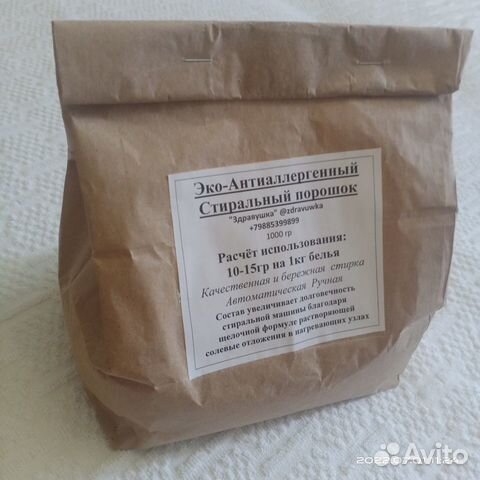 Эко-Антиаллергенный
Стиральный порошок
"Здравушка" @zdravuwka
+79885399899
1000 гр
Расчёт использования:
10-15гр на 1кг белья
Качественная и бережная стирка
Автоматическая Ручная
Состав увеличивает долговечность
стиральной машины благодаря
щелочной формуле растворяющей
солевые отложения в нагревающих узлах
Avito